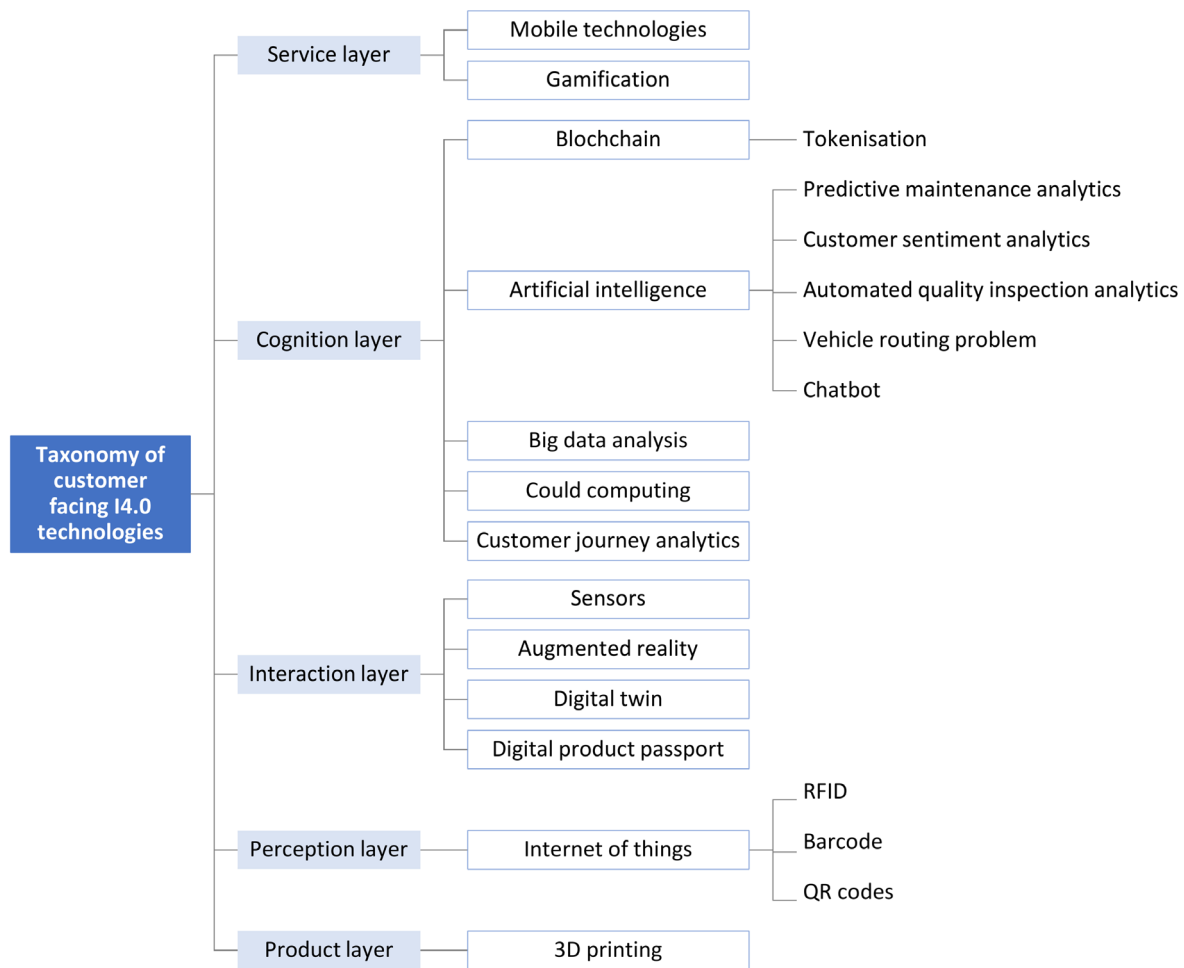 Taxonomy of
customer
facing I4.0
technologies
Service layer
Mobile technologies
Gamification
Cognition layer
Blochchain
Tokenisation
Artificial intelligence
Predictive maintenance analytics
Customer sentiment analytics
Automated quality inspection analytics
Vehicle routing problem
Chatbot
Big data analysis
Could computing
Customer journey analytics
Interaction layer
Sensors
Augmented reality
Digital twin
Digital product passport
Perception layer
Internet of things
RFID
Barcode
QR codes
Product layer
3D printing